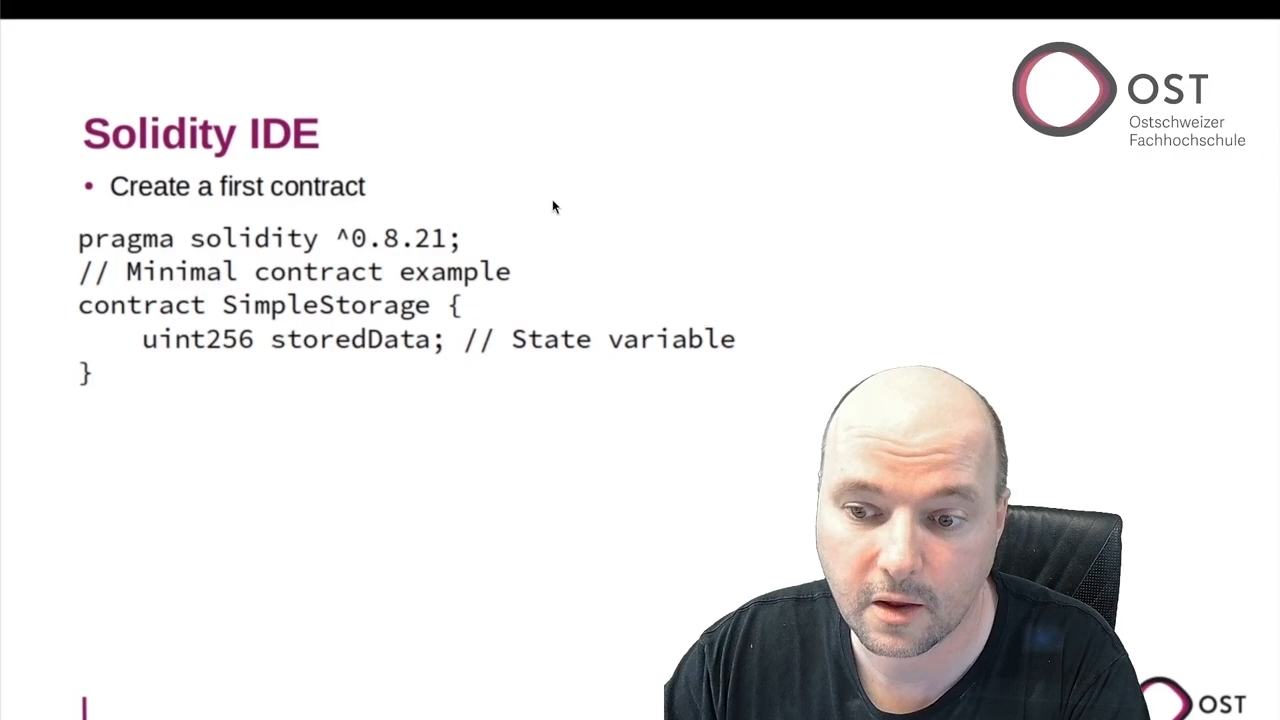 OST
Ostschweizer
Fachhochschule
Solidity IDE
• Create a first contract
pragma solidity ^0.8.21;
// Minimal contract example
contract SimpleStorage {
    uint256 storedData; // State variable
}
OST